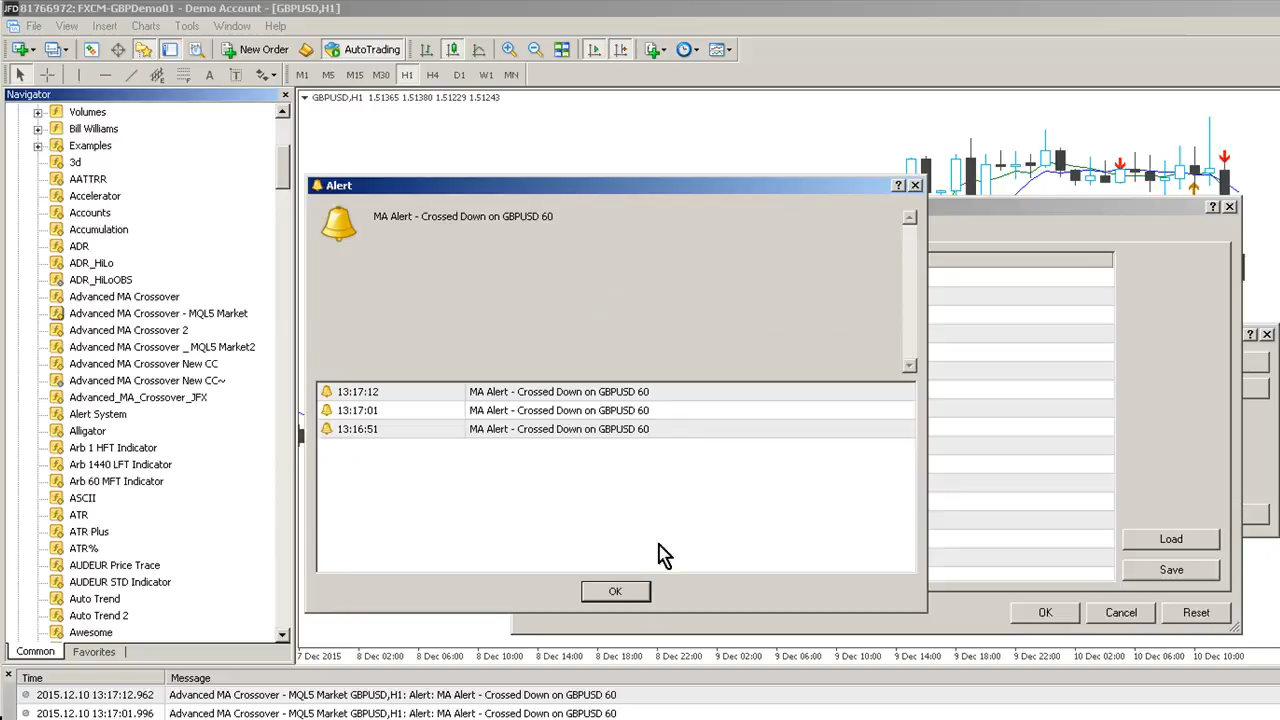 81766972: FXCM-GBPDemo01 - Demo Account - [GBPUSD,H1]
File View Insert Charts Tools Window Help
New Order AutoTrading
A T M1 M5 M15 M30 H1 H4 D1 W1 MN
Navigator
Volumes
Bill Williams
Examples
3d
AATTRR
Accelerator
Accounts
Accumulation
ADR
ADR_HiLo
ADR_HiLoOBS
Advanced MA Crossover
Advanced MA Crossover - MQL5 Market
Advanced MA Crossover 2
Advanced MA Crossover _ MQL5 Market2
Advanced MA Crossover New CC
Advanced MA Crossover New CC~
Advanced_MA_Crossover_JFX
Alert System
Alligator
Arb 1 HFT Indicator
Arb 1440 LFT Indicator
Arb 60 MFT Indicator
ASCII
ATR
ATR Plus
ATR%
AUDEUR Price Trace
AUDEUR STD Indicator
Auto Trend
Auto Trend 2
Awesome
Common Favorites
GBPUSD,H1 1.51365 1.51380 1.51229 1.51243
Alert
MA Alert - Crossed Down on GBPUSD 60
13:17:12 MA Alert - Crossed Down on GBPUSD 60
13:17:01 MA Alert - Crossed Down on GBPUSD 60
13:16:51 MA Alert - Crossed Down on GBPUSD 60
OK
Load
Save
OK Cancel Reset
7 Dec 2015 8 Dec 02:00 8 Dec 06:00 8 Dec 10:00 8 Dec 14:00 8 Dec 18:00 8 Dec 22:00 9 Dec 02:00 9 Dec 06:00 9 Dec 10:00 9 Dec 14:00 9 Dec 18:00 9 Dec 22:00 10 Dec 02:00 10 Dec 06:00 10 Dec 10:00
Time Message
2015.12.10 13:17:12.962 Advanced MA Crossover - MQL5 Market GBPUSD,H1: Alert: MA Alert - Crossed Down on GBPUSD 60
2015.12.10 13:17:01.996 Advanced MA Crossover - MQL5 Market GBPUSD,H1: Alert: MA Alert - Crossed Down on GBPUSD 60